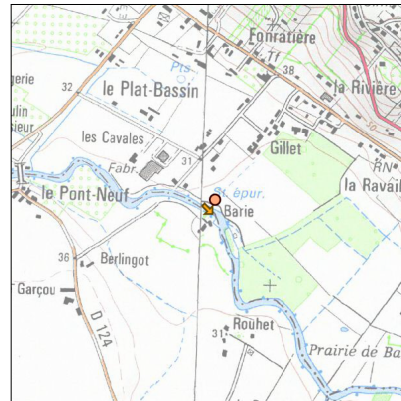 Fonratière
Pts
Tf
38
la Rivière
32
le Plat-Bassin
les Cavales
Gillet
31
Fabr.
RN
le Pont-Neuf
St. épur.
la Ravail
Barie
36
Berlingot
Garçou
D 124
Rouhet
31
Prairie de Ba